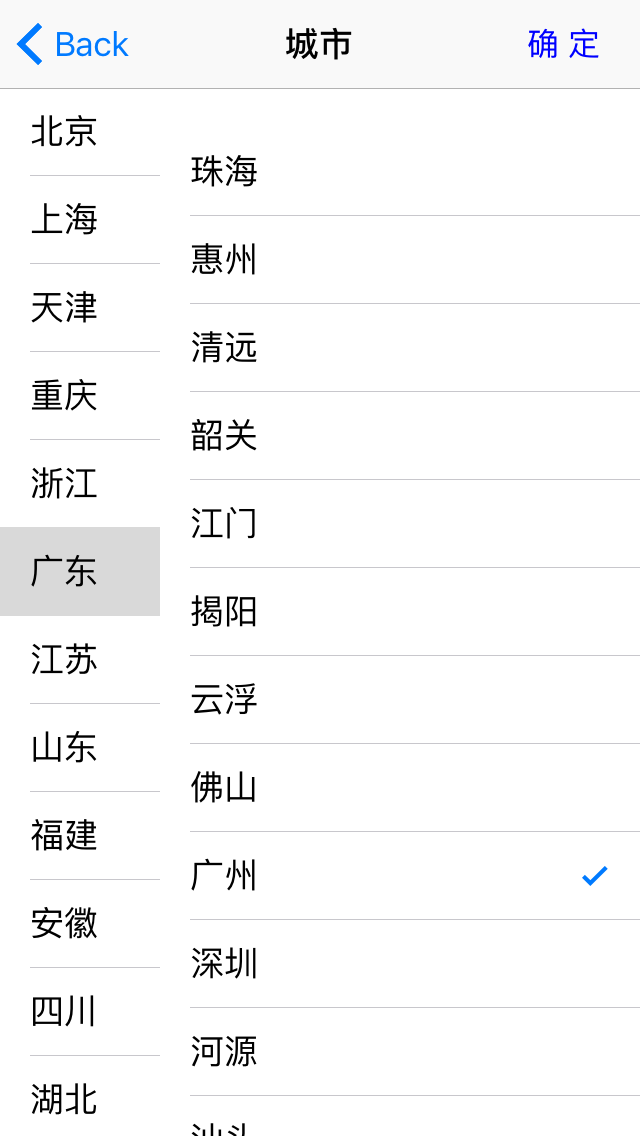 Back
城市
确 定
北京
上海
天津
重庆
浙江
广东
江苏
山东
福建
安徽
四川
湖北
珠海
惠州
清远
韶关
江门
揭阳
云浮
佛山
广州
深圳
河源
汕头